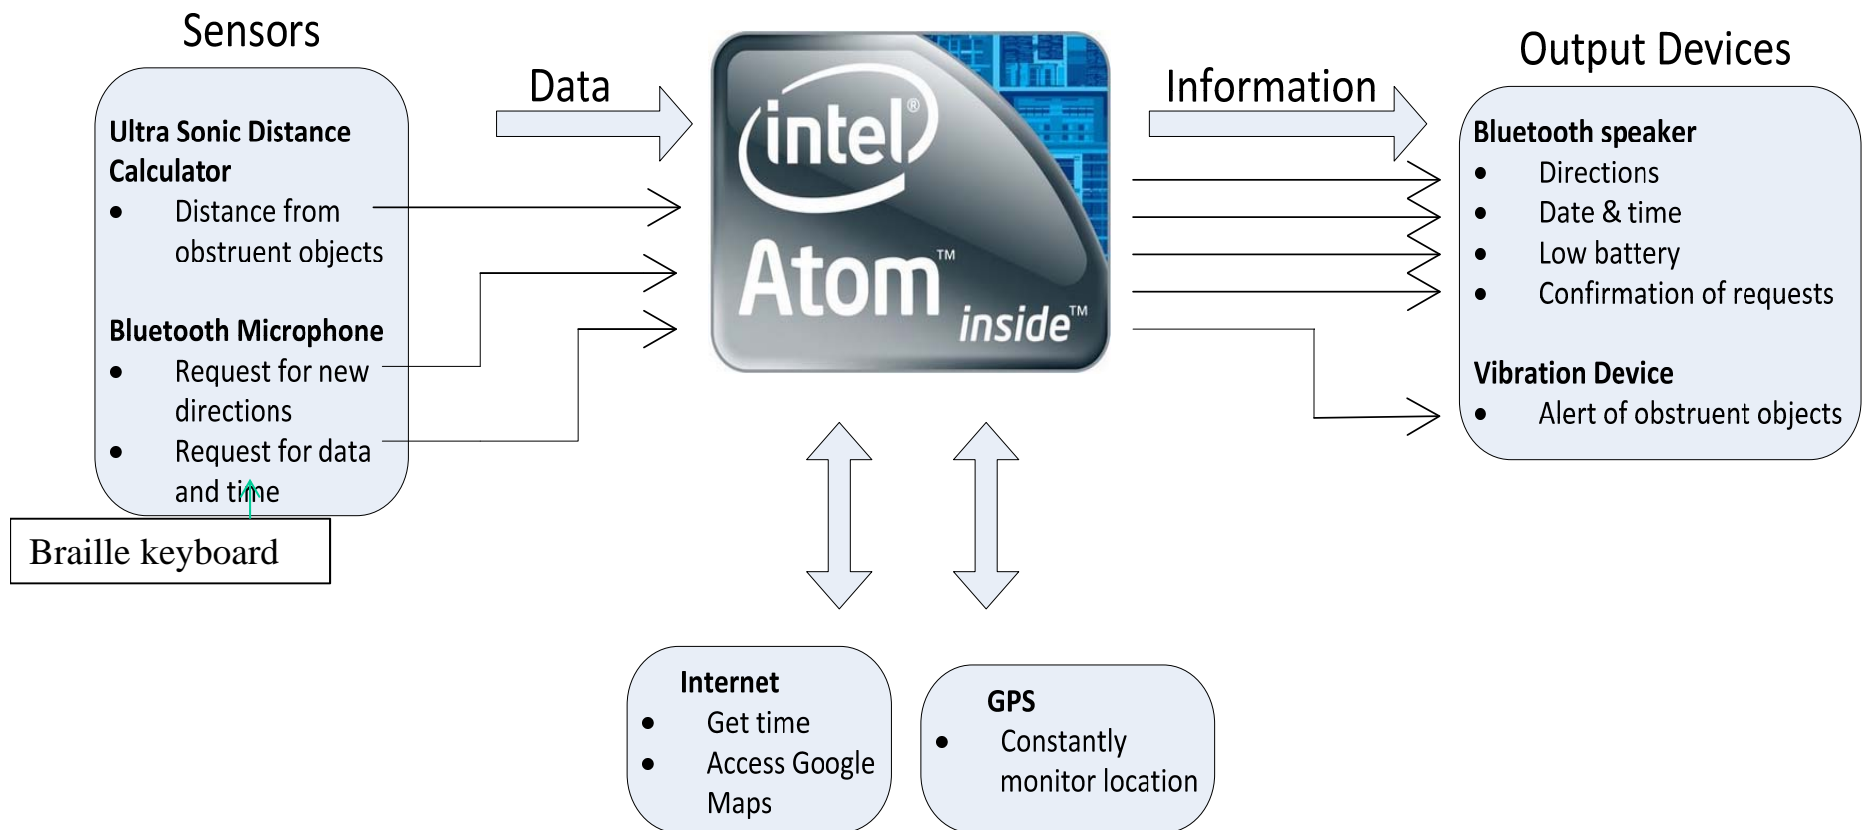 Sensors
Ultra Sonic Distance
Calculator
• Distance from
obstruent objects
Bluetooth Microphone
• Request for new
directions
• Request for data
and time
Braille keyboard
Data
intel®
Atom™
inside™
Information
Output Devices
Bluetooth speaker
• Directions
• Date & time
• Low battery
• Confirmation of requests
Vibration Device
• Alert of obstruent objects
Internet
• Get time
• Access Google
Maps
GPS
• Constantly
monitor location